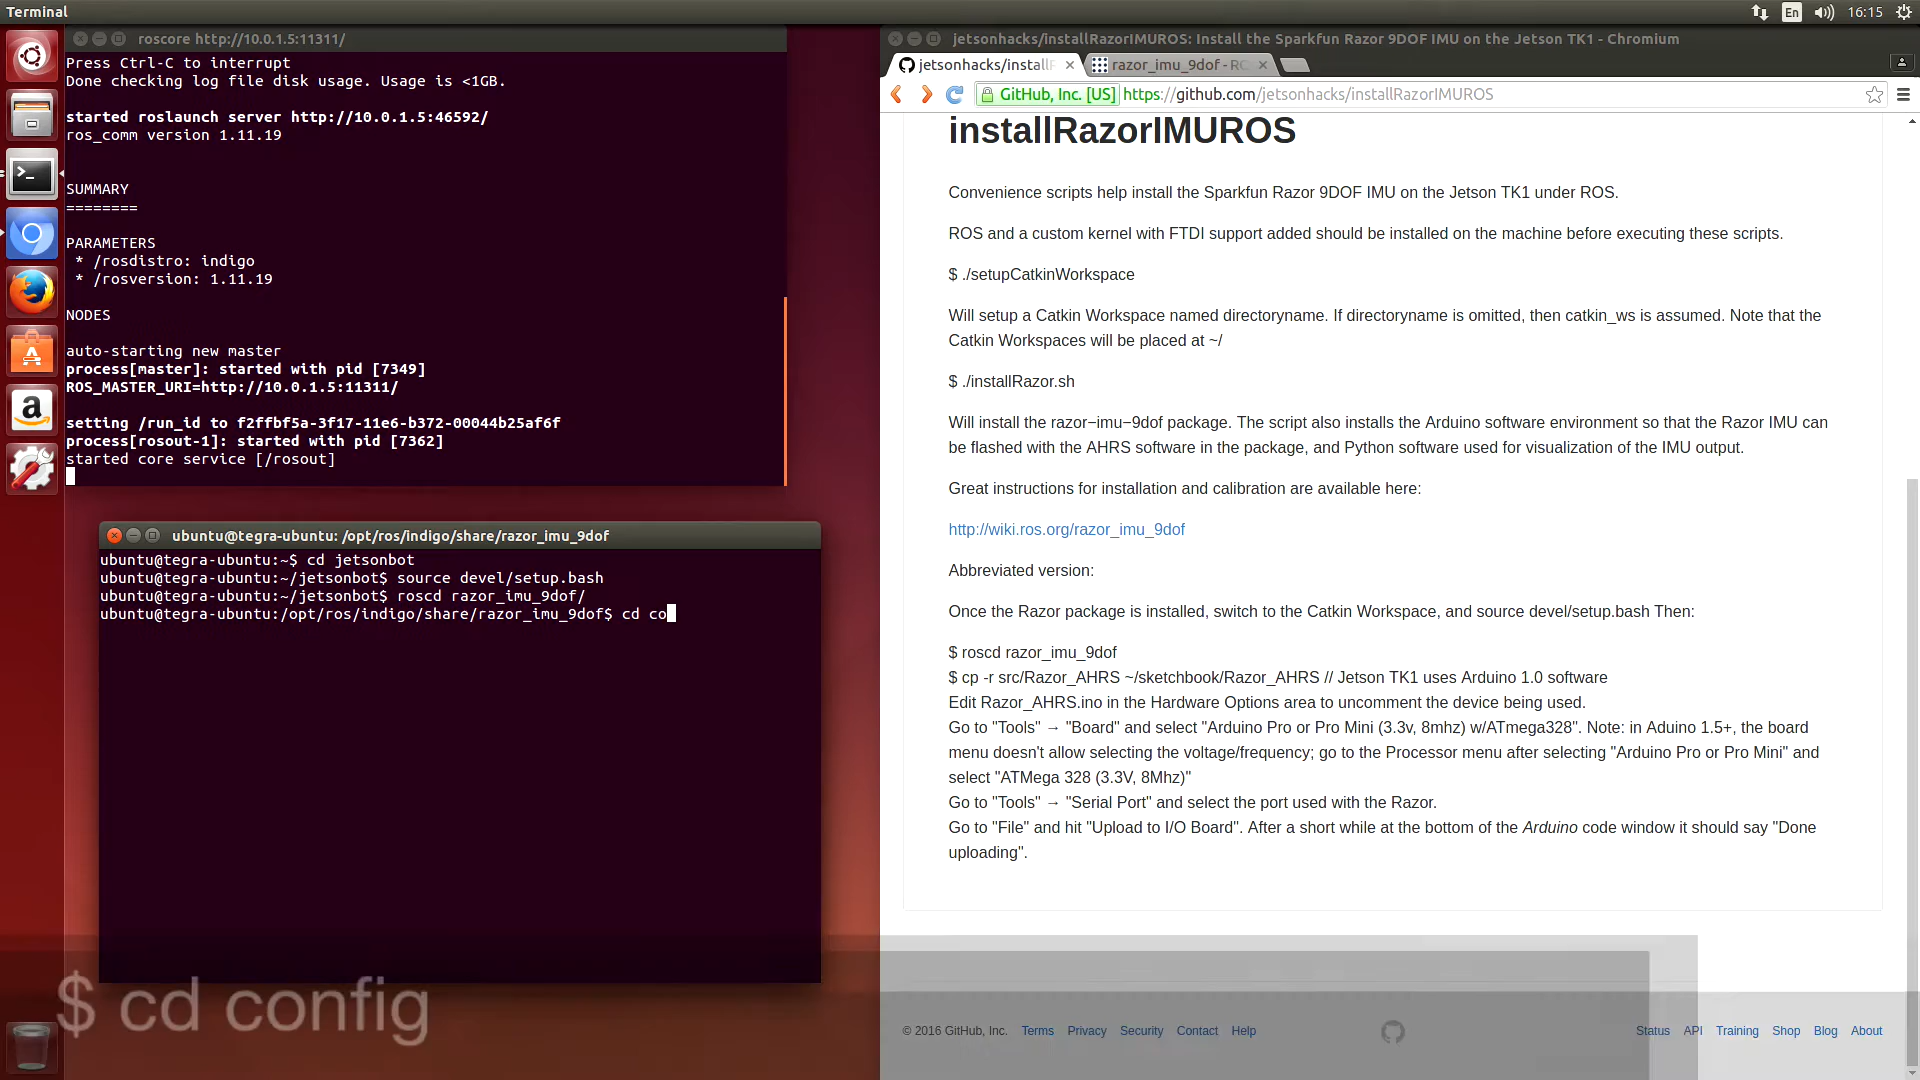 Terminal
En
16:15
roscore http://10.0.1.5:11311/
Press Ctrl-C to interrupt
Done checking log file disk usage. Usage is <1GB.
started roslaunch server http://10.0.1.5:46592/
ros_comm version 1.11.19
SUMMARY
========
PARAMETERS
* /rosdistro: indigo
* /rosversion: 1.11.19
NODES
auto-starting new master
process[master]: started with pid [7349]
ROS_MASTER_URI=http://10.0.1.5:11311/
setting /run_id to f2ffbf5a-3f17-11e6-b372-00044b25af6f
process[rosout-1]: started with pid [7362]
started core service [/rosout]
ubuntu@tegra-ubuntu: /opt/ros/indigo/share/razor_imu_9dof
ubuntu@tegra-ubuntu:~$ cd jetsonbot
ubuntu@tegra-ubuntu:~/jetsonbot$ source devel/setup.bash
ubuntu@tegra-ubuntu:~/jetsonbot$ roscd razor_imu_9dof/
ubuntu@tegra-ubuntu:/opt/ros/indigo/share/razor_imu_9dof$ cd co
$ cd config
jetsonhacks/installRazorIMUROS: Install the Sparkfun Razor 9DOF IMU on the Jetson TK1 - Chromium
jetsonhacks/install
razor_imu_9dof - RO
GitHub, Inc. [US] https://github.com/jetsonhacks/installRazorIMUROS
installRazorIMUROS
Convenience scripts help install the Sparkfun Razor 9DOF IMU on the Jetson TK1 under ROS.
ROS and a custom kernel with FTDI support added should be installed on the machine before executing these scripts.
$ ./setupCatkinWorkspace
Will setup a Catkin Workspace named directoryname. If directoryname is omitted, then catkin_ws is assumed. Note that the
Catkin Workspaces will be placed at ~/
$ ./installRazor.sh
Will install the razor−imu−9dof package. The script also installs the Arduino software environment so that the Razor IMU can
be flashed with the AHRS software in the package, and Python software used for visualization of the IMU output.
Great instructions for installation and calibration are available here:
http://wiki.ros.org/razor_imu_9dof
Abbreviated version:
Once the Razor package is installed, switch to the Catkin Workspace, and source devel/setup.bash Then:
$ roscd razor_imu_9dof
$ cp -r src/Razor_AHRS ~/sketchbook/Razor_AHRS // Jetson TK1 uses Arduino 1.0 software
Edit Razor_AHRS.ino in the Hardware Options area to uncomment the device being used.
Go to "Tools" → "Board" and select "Arduino Pro or Pro Mini (3.3v, 8mhz) w/ATmega328". Note: in Aduino 1.5+, the board
menu doesn't allow selecting the voltage/frequency; go to the Processor menu after selecting "Arduino Pro or Pro Mini" and
select "ATMega 328 (3.3V, 8Mhz)"
Go to "Tools" → "Serial Port" and select the port used with the Razor.
Go to "File" and hit "Upload to I/O Board". After a short while at the bottom of the Arduino code window it should say "Done
uploading".
© 2016 GitHub, Inc. Terms Privacy Security Contact Help
Status API Training Shop Blog About